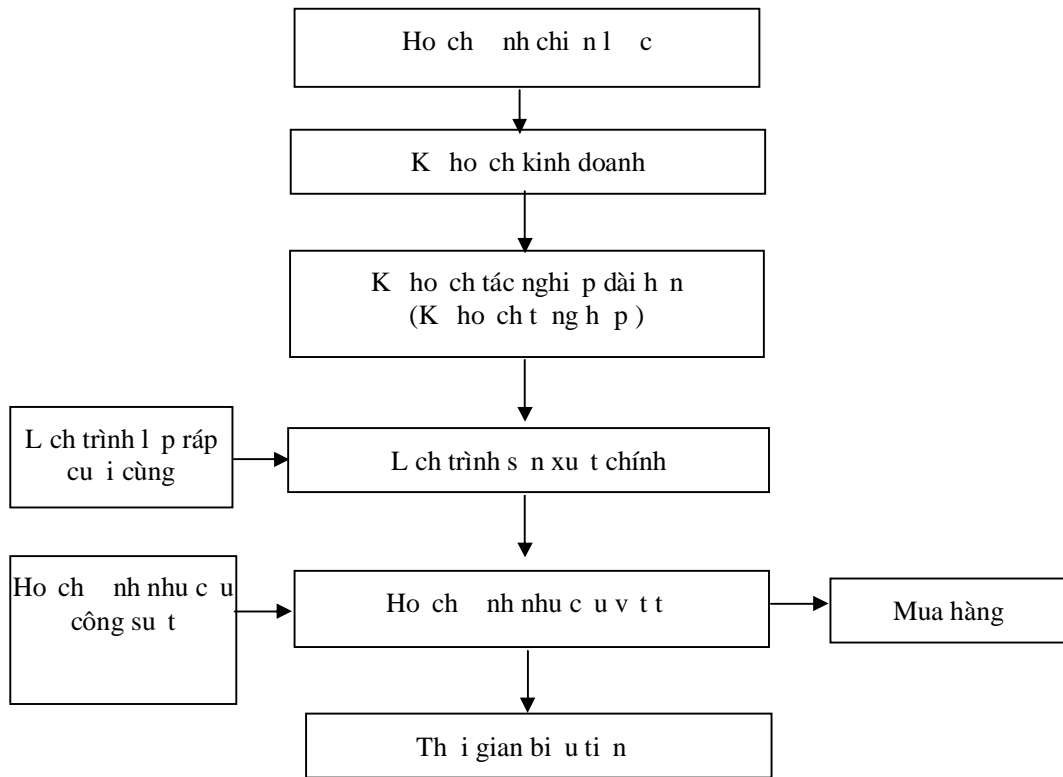 Ho ch nh chi n l c
K ho ch kinh doanh
K ho ch tác nghi p dài h n
(K ho ch t ng h p )
L ch trình l p ráp
cu i cùng
L ch trình s n xu t chính
Ho ch nh nhu c u
công su t
Ho ch nh nhu c u v t t
Mua hàng
Th i gian bi u ti n